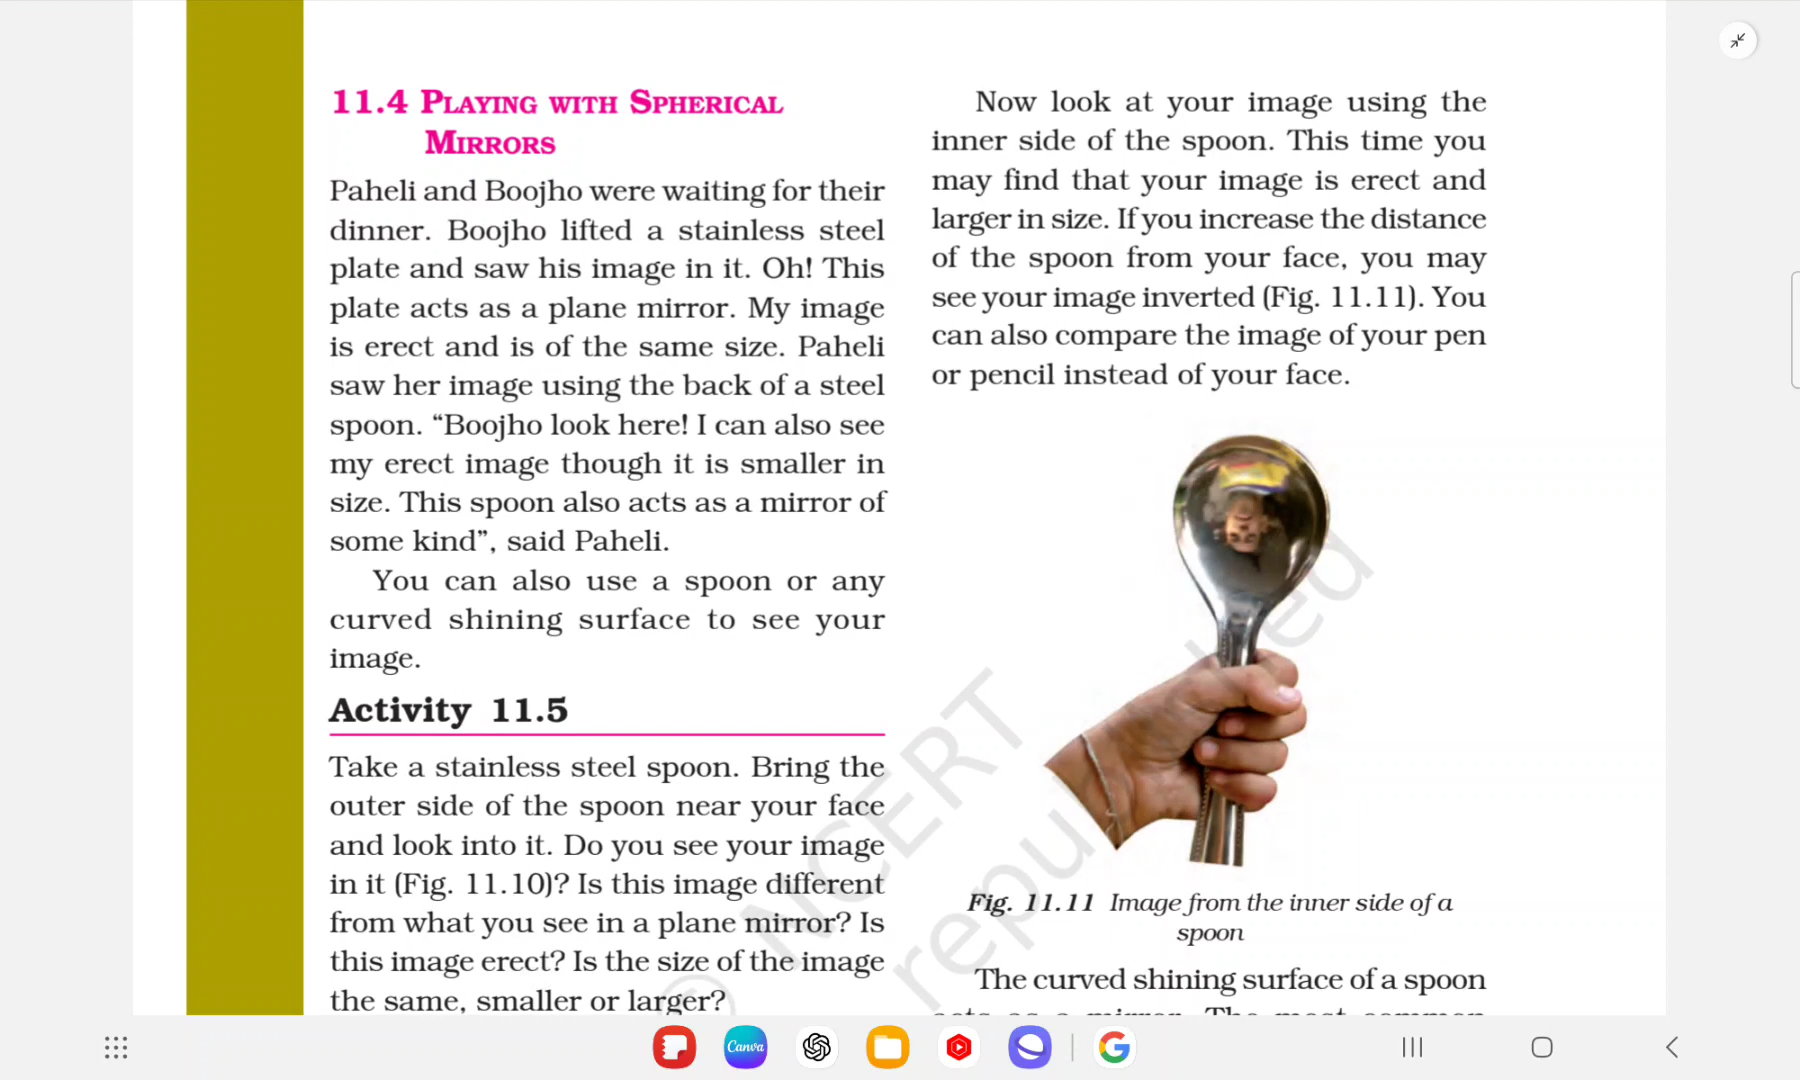 11.4 PLAYING WITH SPHERICAL
MIRRORS
Paheli and Boojho were waiting for their
dinner. Boojho lifted a stainless steel
plate and saw his image in it. Oh! This
plate acts as a plane mirror. My image
is erect and is of the same size. Paheli
saw her image using the back of a steel
spoon. “Boojho look here! I can also see
my erect image though it is smaller in
size. This spoon also acts as a mirror of
some kind”, said Paheli.
You can also use a spoon or any
curved shining surface to see your
image.
Activity 11.5
Take a stainless steel spoon. Bring the
outer side of the spoon near your face
and look into it. Do you see your image
in it (Fig. 11.10)? Is this image different
from what you see in a plane mirror? Is
this image erect? Is the size of the image
the same, smaller or larger?
Now look at your image using the
inner side of the spoon. This time you
may find that your image is erect and
larger in size. If you increase the distance
of the spoon from your face, you may
see your image inverted (Fig. 11.11). You
can also compare the image of your pen
or pencil instead of your face.
Fig. 11.11 Image from the inner side of a
spoon
The curved shining surface of a spoon
acts as a mirror. The most common
© NCERT
Canva